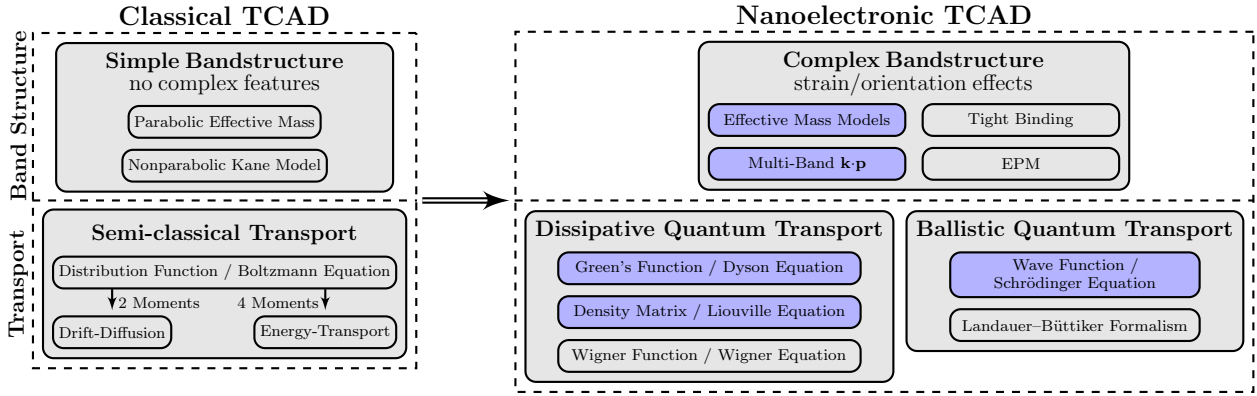 Classical TCAD
Band Structure
Simple Bandstructure
no complex features
Parabolic Effective Mass
Nonparabolic Kane Model
Transport
Semi-classical Transport
Distribution Function / Boltzmann Equation
2 Moments
4 Moments
Drift-Diffusion
Energy-Transport
Nanoelectronic TCAD
Complex Bandstructure
strain/orientation effects
Effective Mass Models
Tight Binding
Multi-Band k·p
EPM
Dissipative Quantum Transport
Green's Function / Dyson Equation
Density Matrix / Liouville Equation
Wigner Function / Wigner Equation
Ballistic Quantum Transport
Wave Function /
Schrödinger Equation
Landauer–Büttiker Formalism